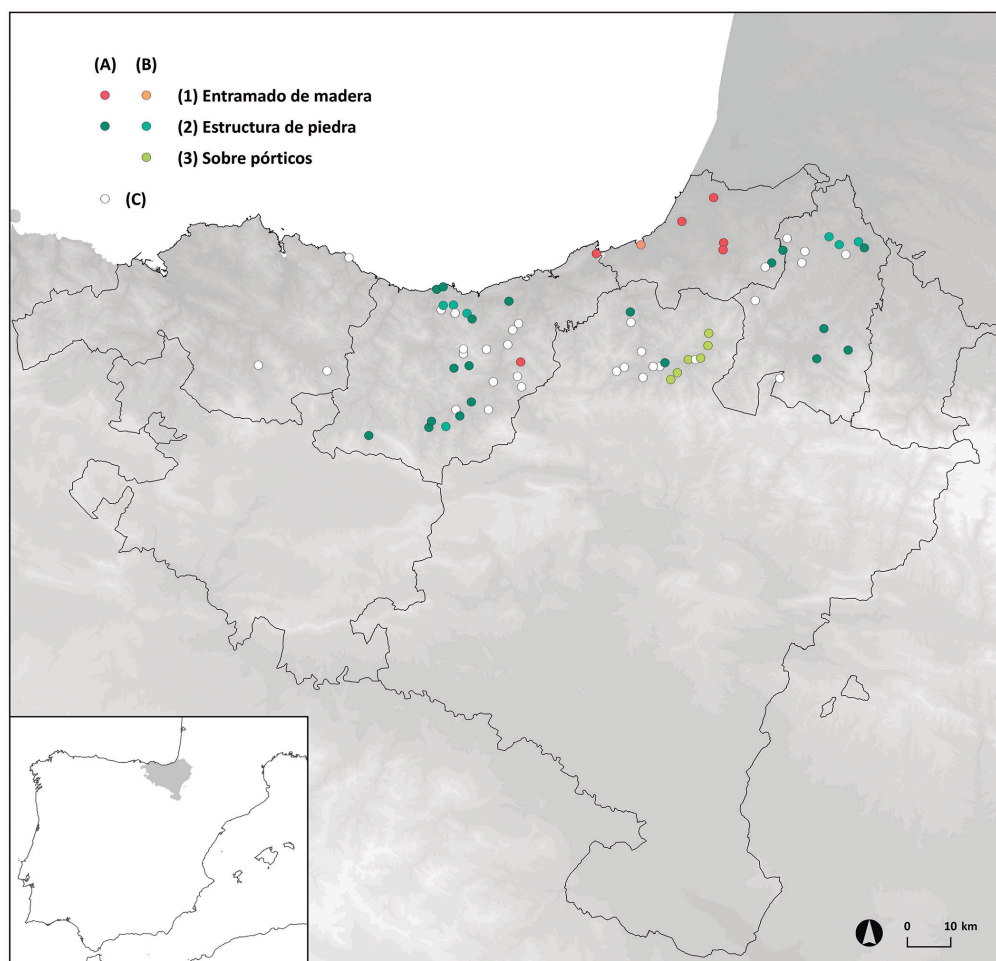 (A) (B)
(1) Entramado de madera
(2) Estructura de piedra
(3) Sobre pórticos
(C)
0 10 km